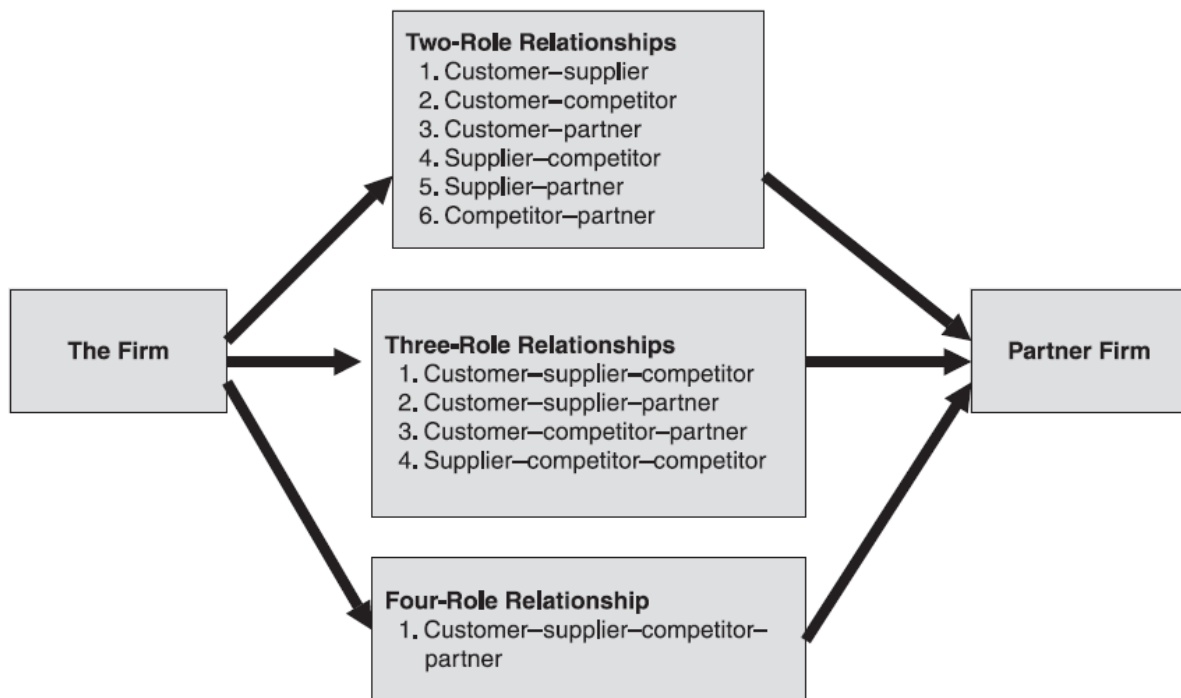 Two-Role Relationships
1. Customer–supplier
2. Customer–competitor
3. Customer–partner
4. Supplier–competitor
5. Supplier–partner
6. Competitor–partner
The Firm
Three-Role Relationships
1. Customer–supplier–competitor
2. Customer–supplier–partner
3. Customer–competitor–partner
4. Supplier–competitor–competitor
Partner Firm
Four-Role Relationship
1. Customer–supplier–competitor–
partner